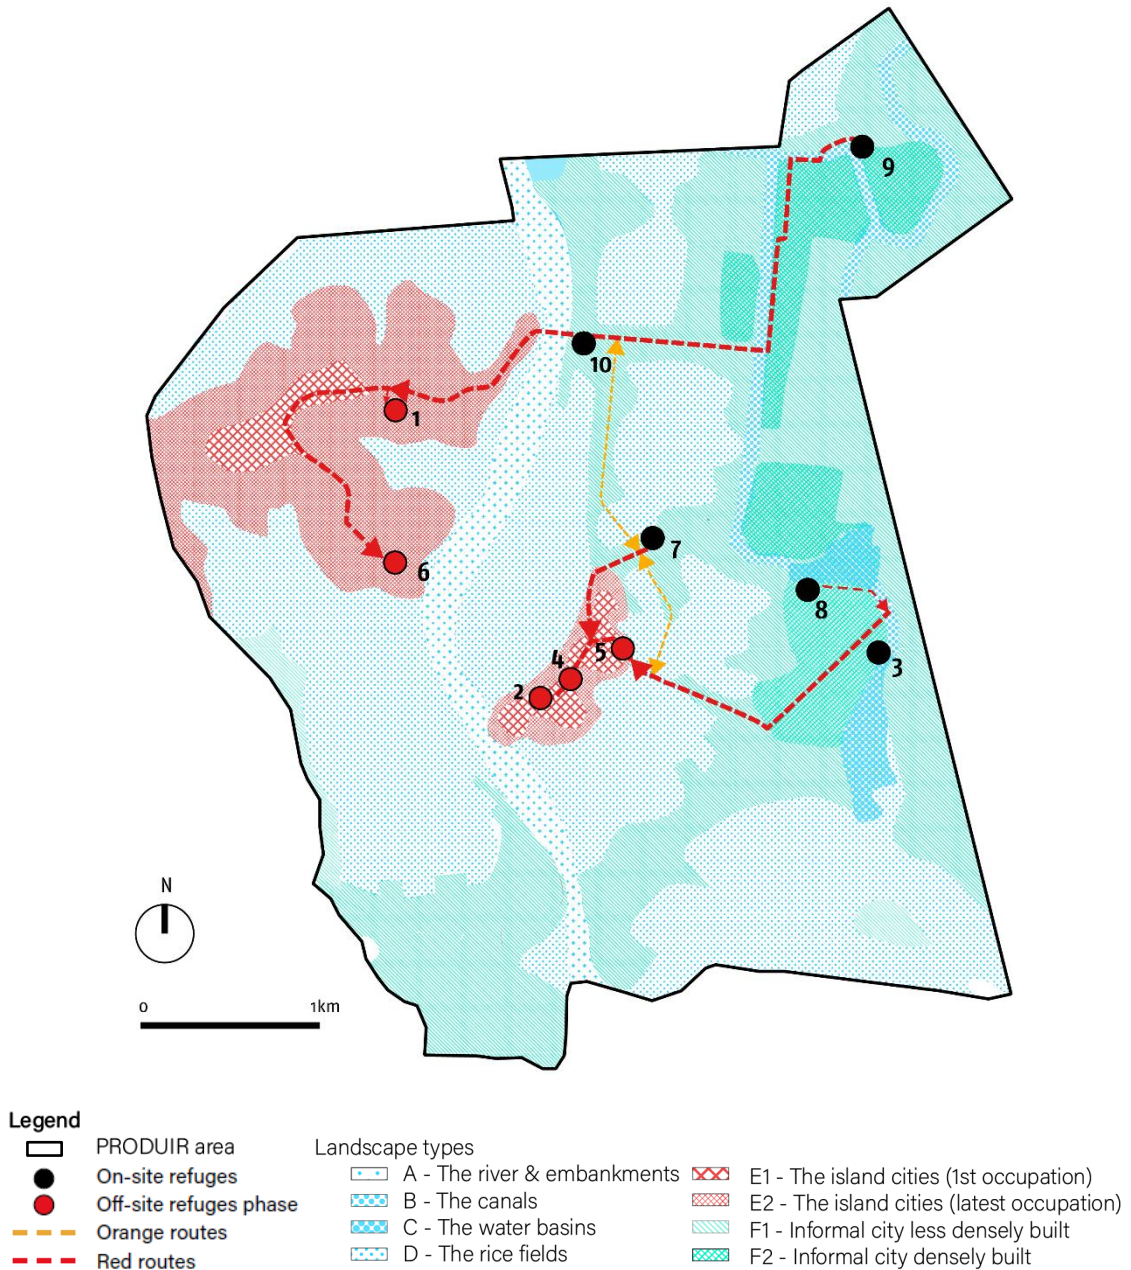 9
10
1
7
6
8
5
3
4
2
N
0 1km
Legend
PRODUIR area
On-site refuges
Off-site refuges phase
Orange routes
Red routes
Landscape types
A - The river & embankments
B - The canals
C - The water basins
D - The rice fields
E1 - The island cities (1st occupation)
E2 - The island cities (latest occupation)
F1 - Informal city less densely built
F2 - Informal city densely built